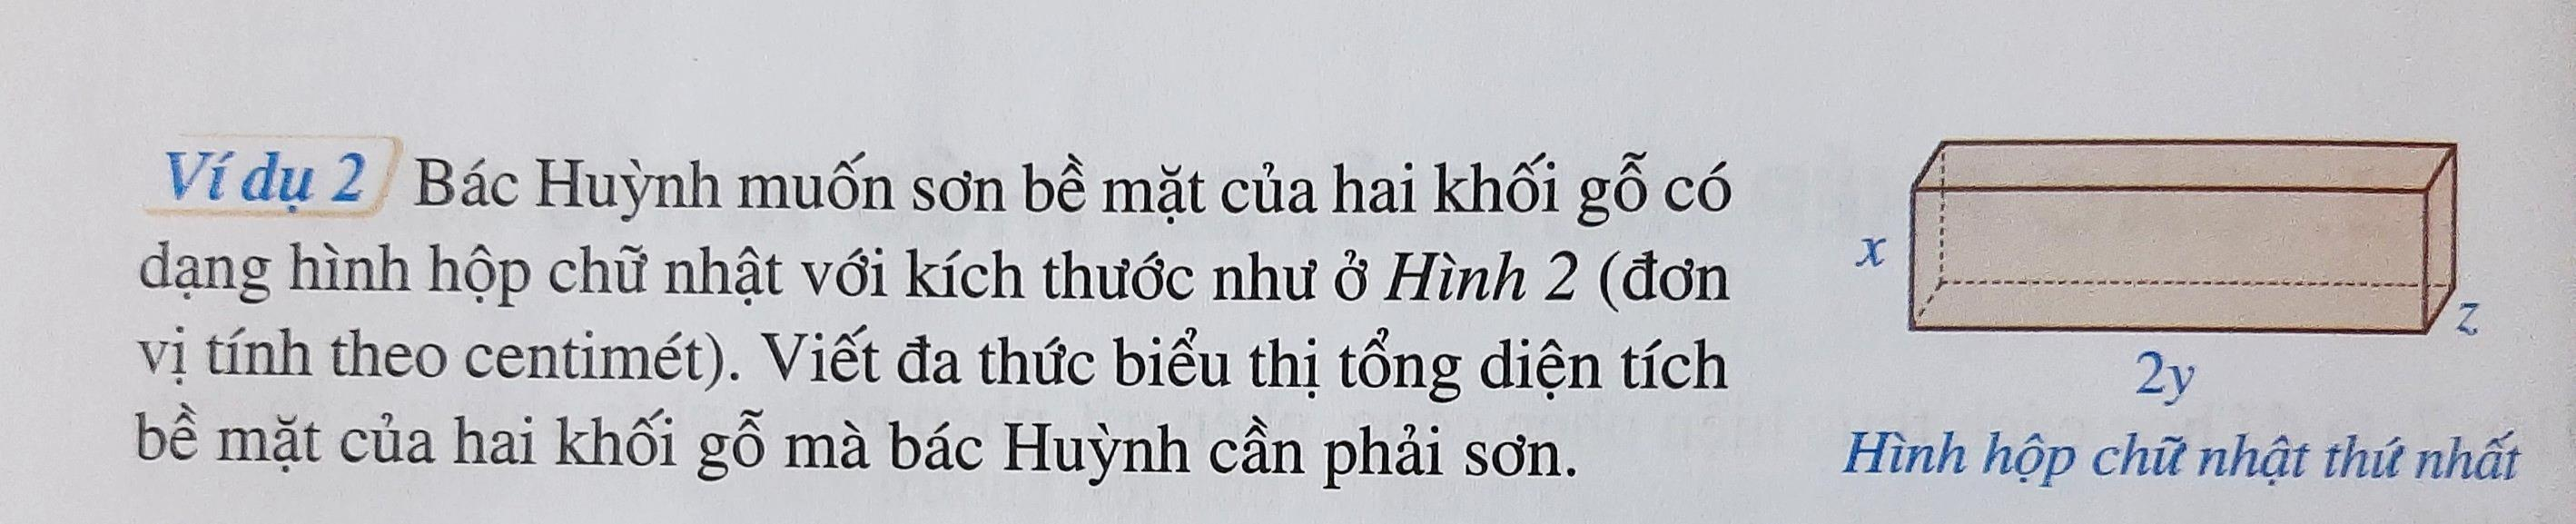 Ví dụ 2 Bác Huỳnh muốn sơn bề mặt của hai khối gỗ có
dạng hình hộp chữ nhật với kích thước như ở Hình 2 (đơn
vị tính theo centimét). Viết đa thức biểu thị tổng diện tích
bề mặt của hai khối gỗ mà bác Huỳnh cần phải sơn.
x
z
2y
Hình hộp chữ nhật thứ nhất